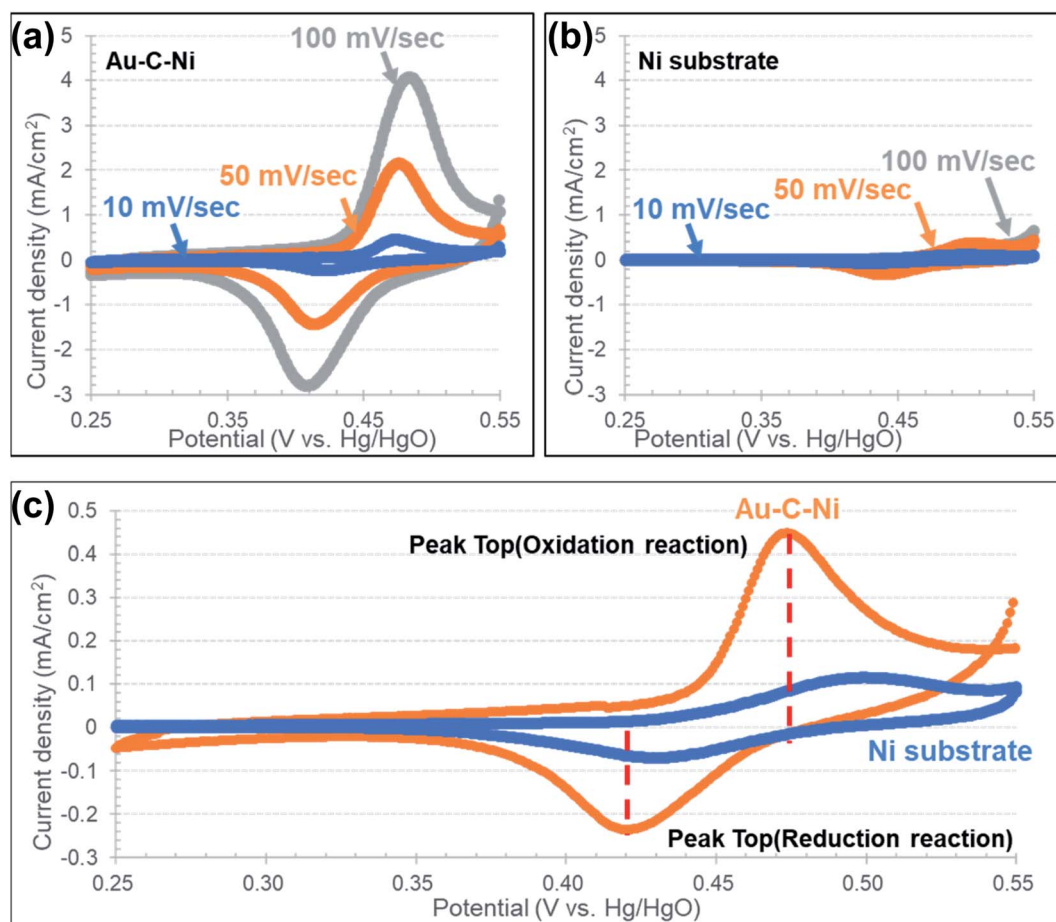 (a)
Au-C-Ni
100 mV/sec
50 mV/sec
10 mV/sec
Current density (mA/cm²)
5
4
3
2
1
0
-1
-2
-3
0.25
0.35
0.45
0.55
Potential (V vs. Hg/HgO)
(b)
Ni substrate
100 mV/sec
50 mV/sec
10 mV/sec
Current density (mA/cm²)
5
4
3
2
1
0
-1
-2
-3
0.25
0.35
0.45
0.55
Potential (V vs. Hg/HgO)
(c)
Au-C-Ni
Peak Top(Oxidation reaction)
Ni substrate
Peak Top(Reduction reaction)
Current density (mA/cm²)
0.5
0.4
0.3
0.2
0.1
0
-0.1
-0.2
-0.3
0.25
0.30
0.35
0.40
0.45
0.50
0.55
Potential (V vs. Hg/HgO)